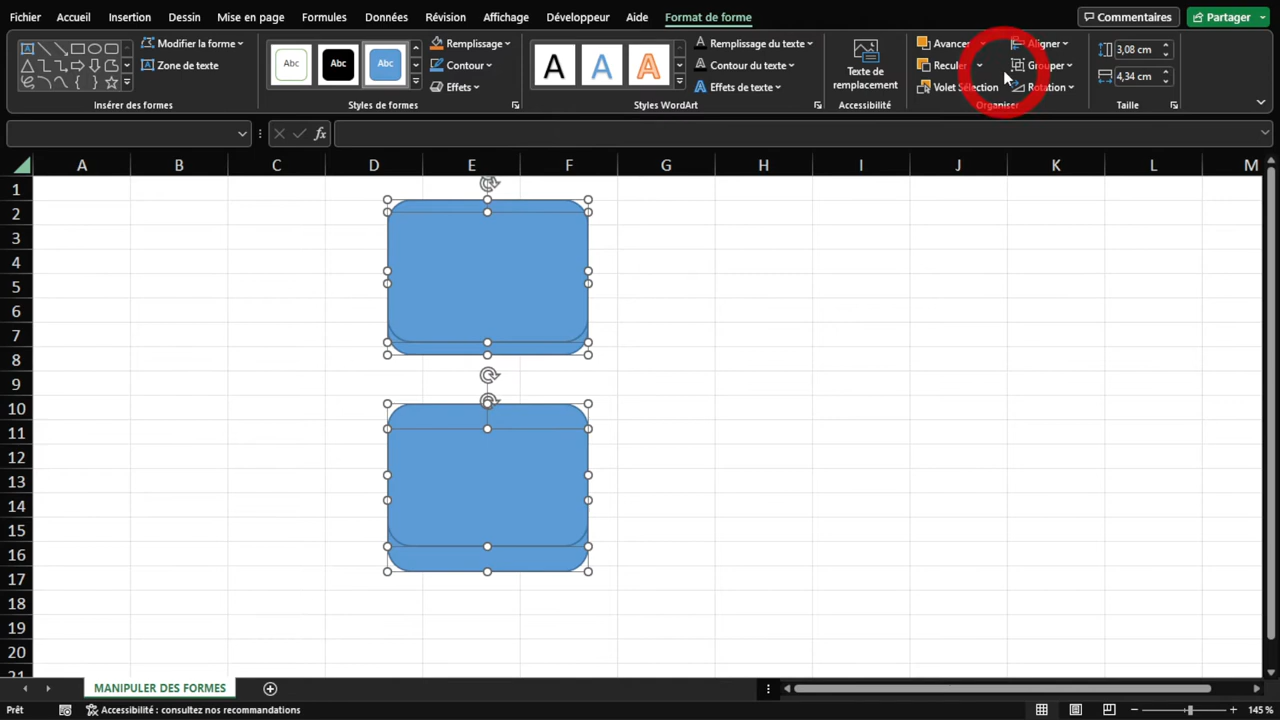 Fichier Accueil Insertion Dessin Mise en page Formules Données Révision Affichage Développeur Aide Format de forme Commentaires Partager
Modifier la forme
Zone de texte
Insérer des formes
Abc Abc Abc
Remplissage
Contour
Effets
Styles de formes
A A A
Remplissage du texte
Contour du texte
Effets de texte
Styles WordArt
Texte de
remplacement
Accessibilité
Avancer
Reculer
Volet Sélection
Aligner
Grouper
Rotation
Organiser
3,08 cm
4,34 cm
Taille
fx
A B C D E F G H I J K L M
1
2
3
4
5
6
7
8
9
10
11
12
13
14
15
16
17
18
19
20
21
MANIPULER DES FORMES
Prêt Accessibilité : consultez nos recommandations 145 %